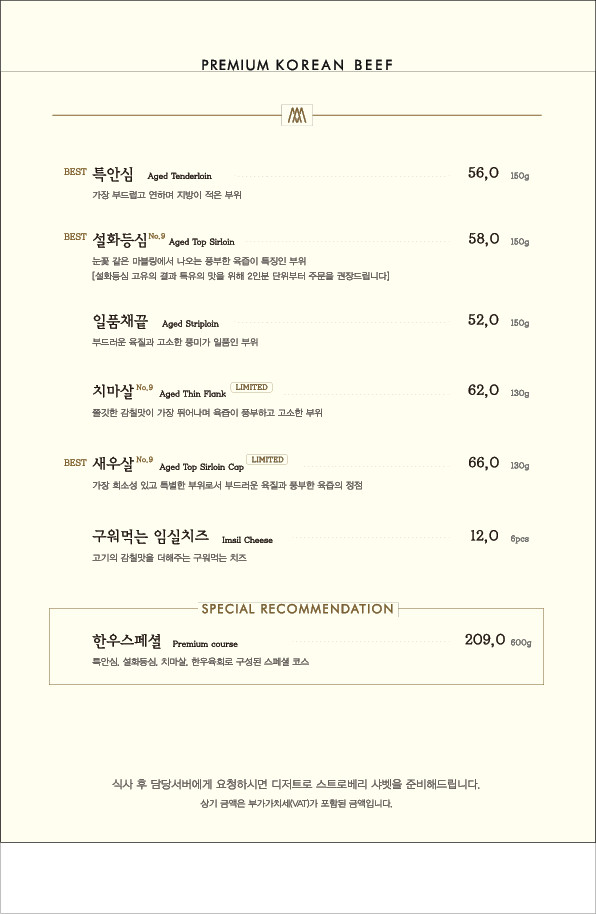 PREMIUM KOREAN BEEF
BEST 특안심 Aged Tenderloin 56,0 150g
가장 부드럽고 연하며 지방이 적은 부위
BEST 설화등심 No.9 Aged Top Sirloin 58,0 150g
눈꽃 같은 마블링에서 나오는 풍부한 육즙이 특징인 부위
[설화등심 고유의 결과 특유의 맛을 위해 2인분 단위부터 주문을 권장드립니다]
일품채끝 Aged Striploin 52,0 150g
부드러운 육질과 고소한 풍미가 일품인 부위
치마살 No.9 Aged Thin Flank LIMITED 62,0 130g
쫄깃한 감칠맛이 가장 뛰어나며 육즙이 풍부하고 고소한 부위
BEST 새우살 No.9 Aged Top Sirloin Cap LIMITED 66,0 130g
가장 희소성 있고 특별한 부위로서 부드러운 육질과 풍부한 육즙의 정점
구워먹는 임실치즈 Imsil Cheese 12,0 6pcs
고기의 감칠맛을 더해주는 구워먹는 치즈
SPECIAL RECOMMENDATION
한우스페셜 Premium course 209,0 600g
특안심, 설화등심, 치마살, 한우육회로 구성된 스페셜 코스
식사 후 담당서버에게 요청하시면 디저트로 스트로베리 샤벳을 준비해드립니다.
상기 금액은 부가가치세(VAT)가 포함된 금액입니다.